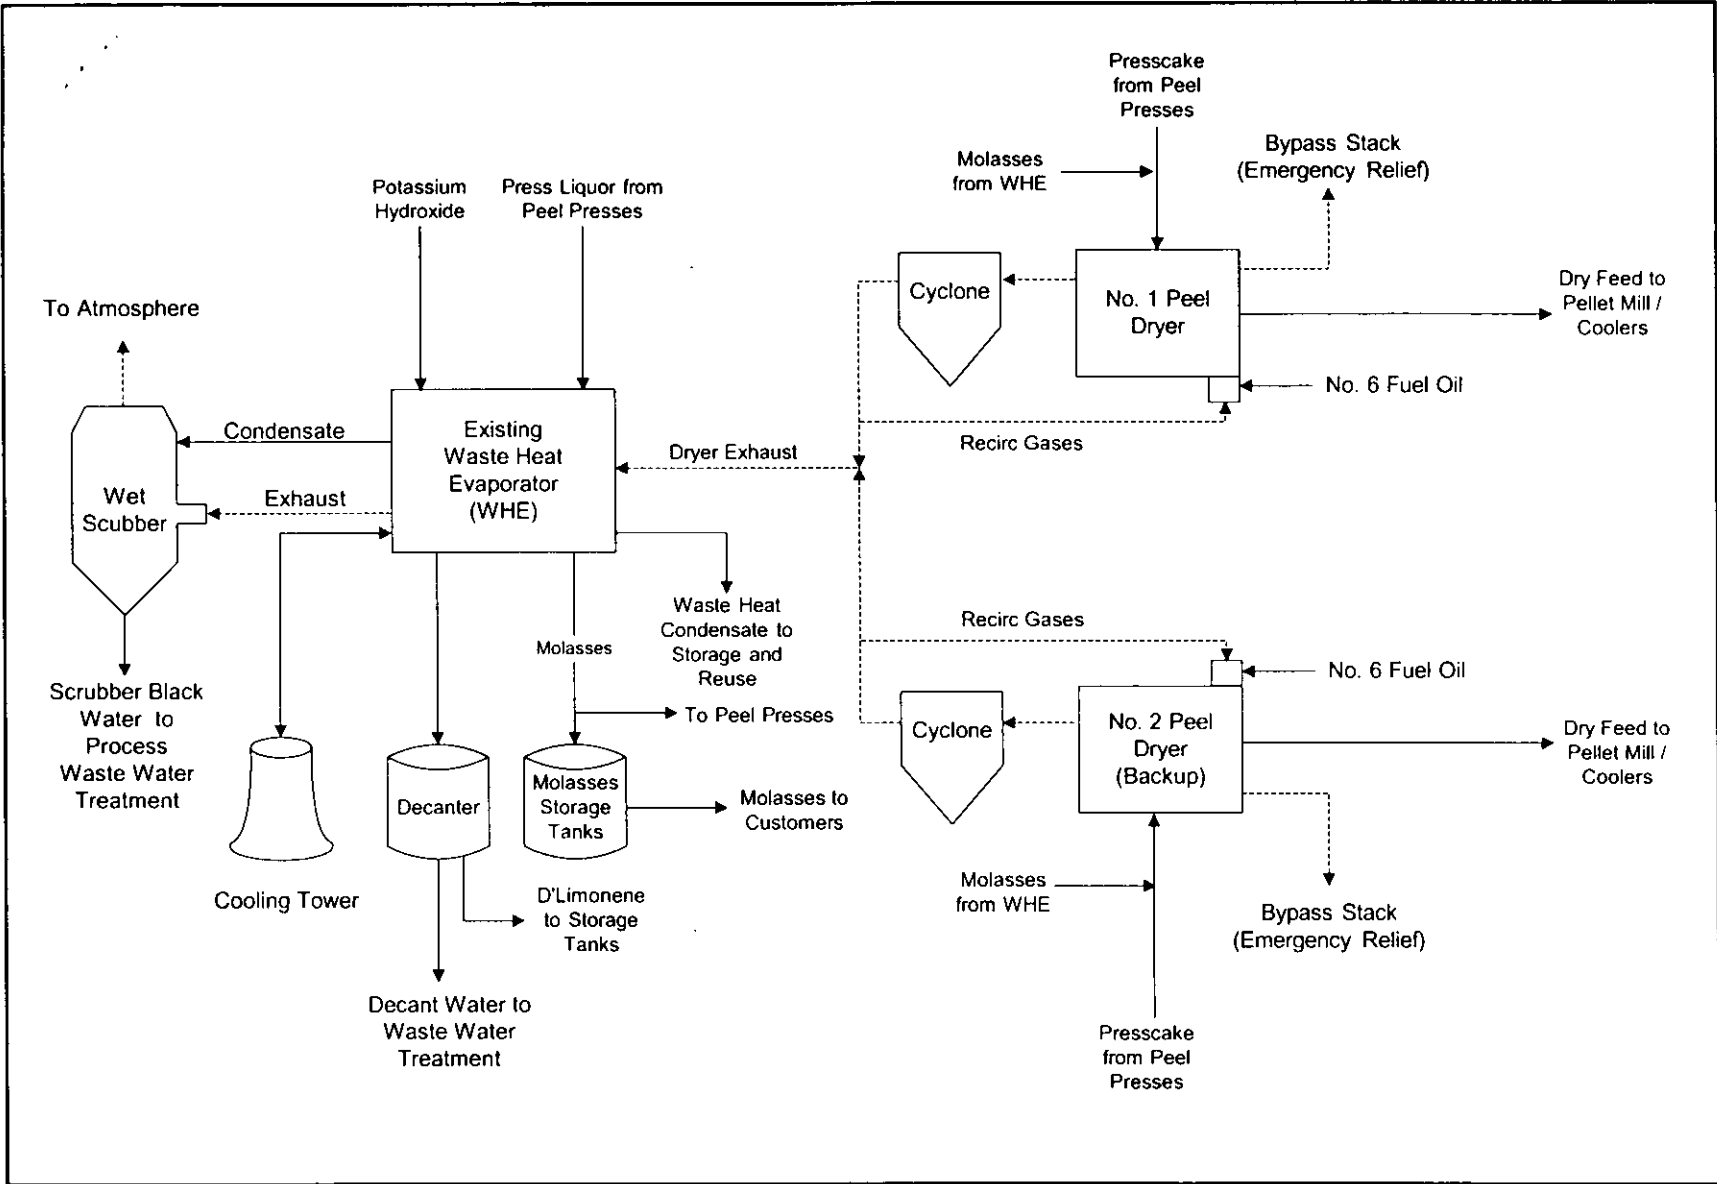 Presscake
from Peel
Presses
Molasses
from WHE
Bypass Stack
(Emergency Relief)
Potassium
Hydroxide
Press Liquor from
Peel Presses
Cyclone
No. 1 Peel
Dryer
Dry Feed to
Pellet Mill /
Coolers
To Atmosphere
No. 6 Fuel Oil
Condensate
Existing
Waste Heat
Evaporator
(WHE)
Dryer Exhaust
Recirc Gases
Wet
Scubber
Exhaust
Waste Heat
Condensate to
Storage and
Reuse
Molasses
Recirc Gases
No. 6 Fuel Oil
Scrubber Black
Water to
Process
Waste Water
Treatment
To Peel Presses
Cyclone
No. 2 Peel
Dryer
(Backup)
Dry Feed to
Pellet Mill /
Coolers
Decanter
Molasses
Storage
Tanks
Molasses to
Customers
Cooling Tower
D'Limonene
to Storage
Tanks
Molasses
from WHE
Bypass Stack
(Emergency Relief)
Decant Water to
Waste Water
Treatment
Presscake
from Peel
Presses